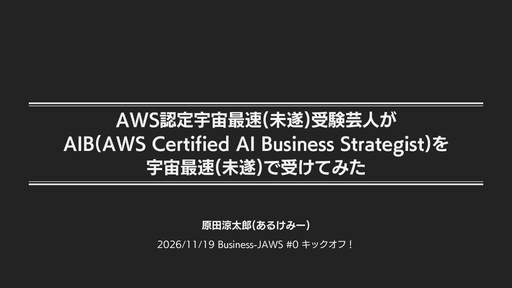 AWS認定宇宙最速(未遂)受験芸人が
AIB(AWS Certified AI Business Strategist)を
宇宙最速(未遂)で受けてみた
原田涼太郎(あるけみー)
2026/11/19 Business-JAWS #0 キックオフ！